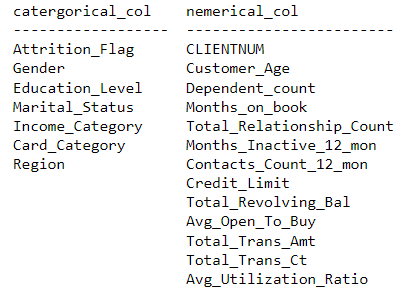 catergorical_col nemerical_col
------------------ -------------------------
Attrition_Flag CLIENTNUM
Gender Customer_Age
Education_Level Dependent_count
Marital_Status Months_on_book
Income_Category Total_Relationship_Count
Card_Category Months_Inactive_12_mon
Region Contacts_Count_12_mon
Credit_Limit
Total_Revolving_Bal
Avg_Open_To_Buy
Total_Trans_Amt
Total_Trans_Ct
Avg_Utilization_Ratio